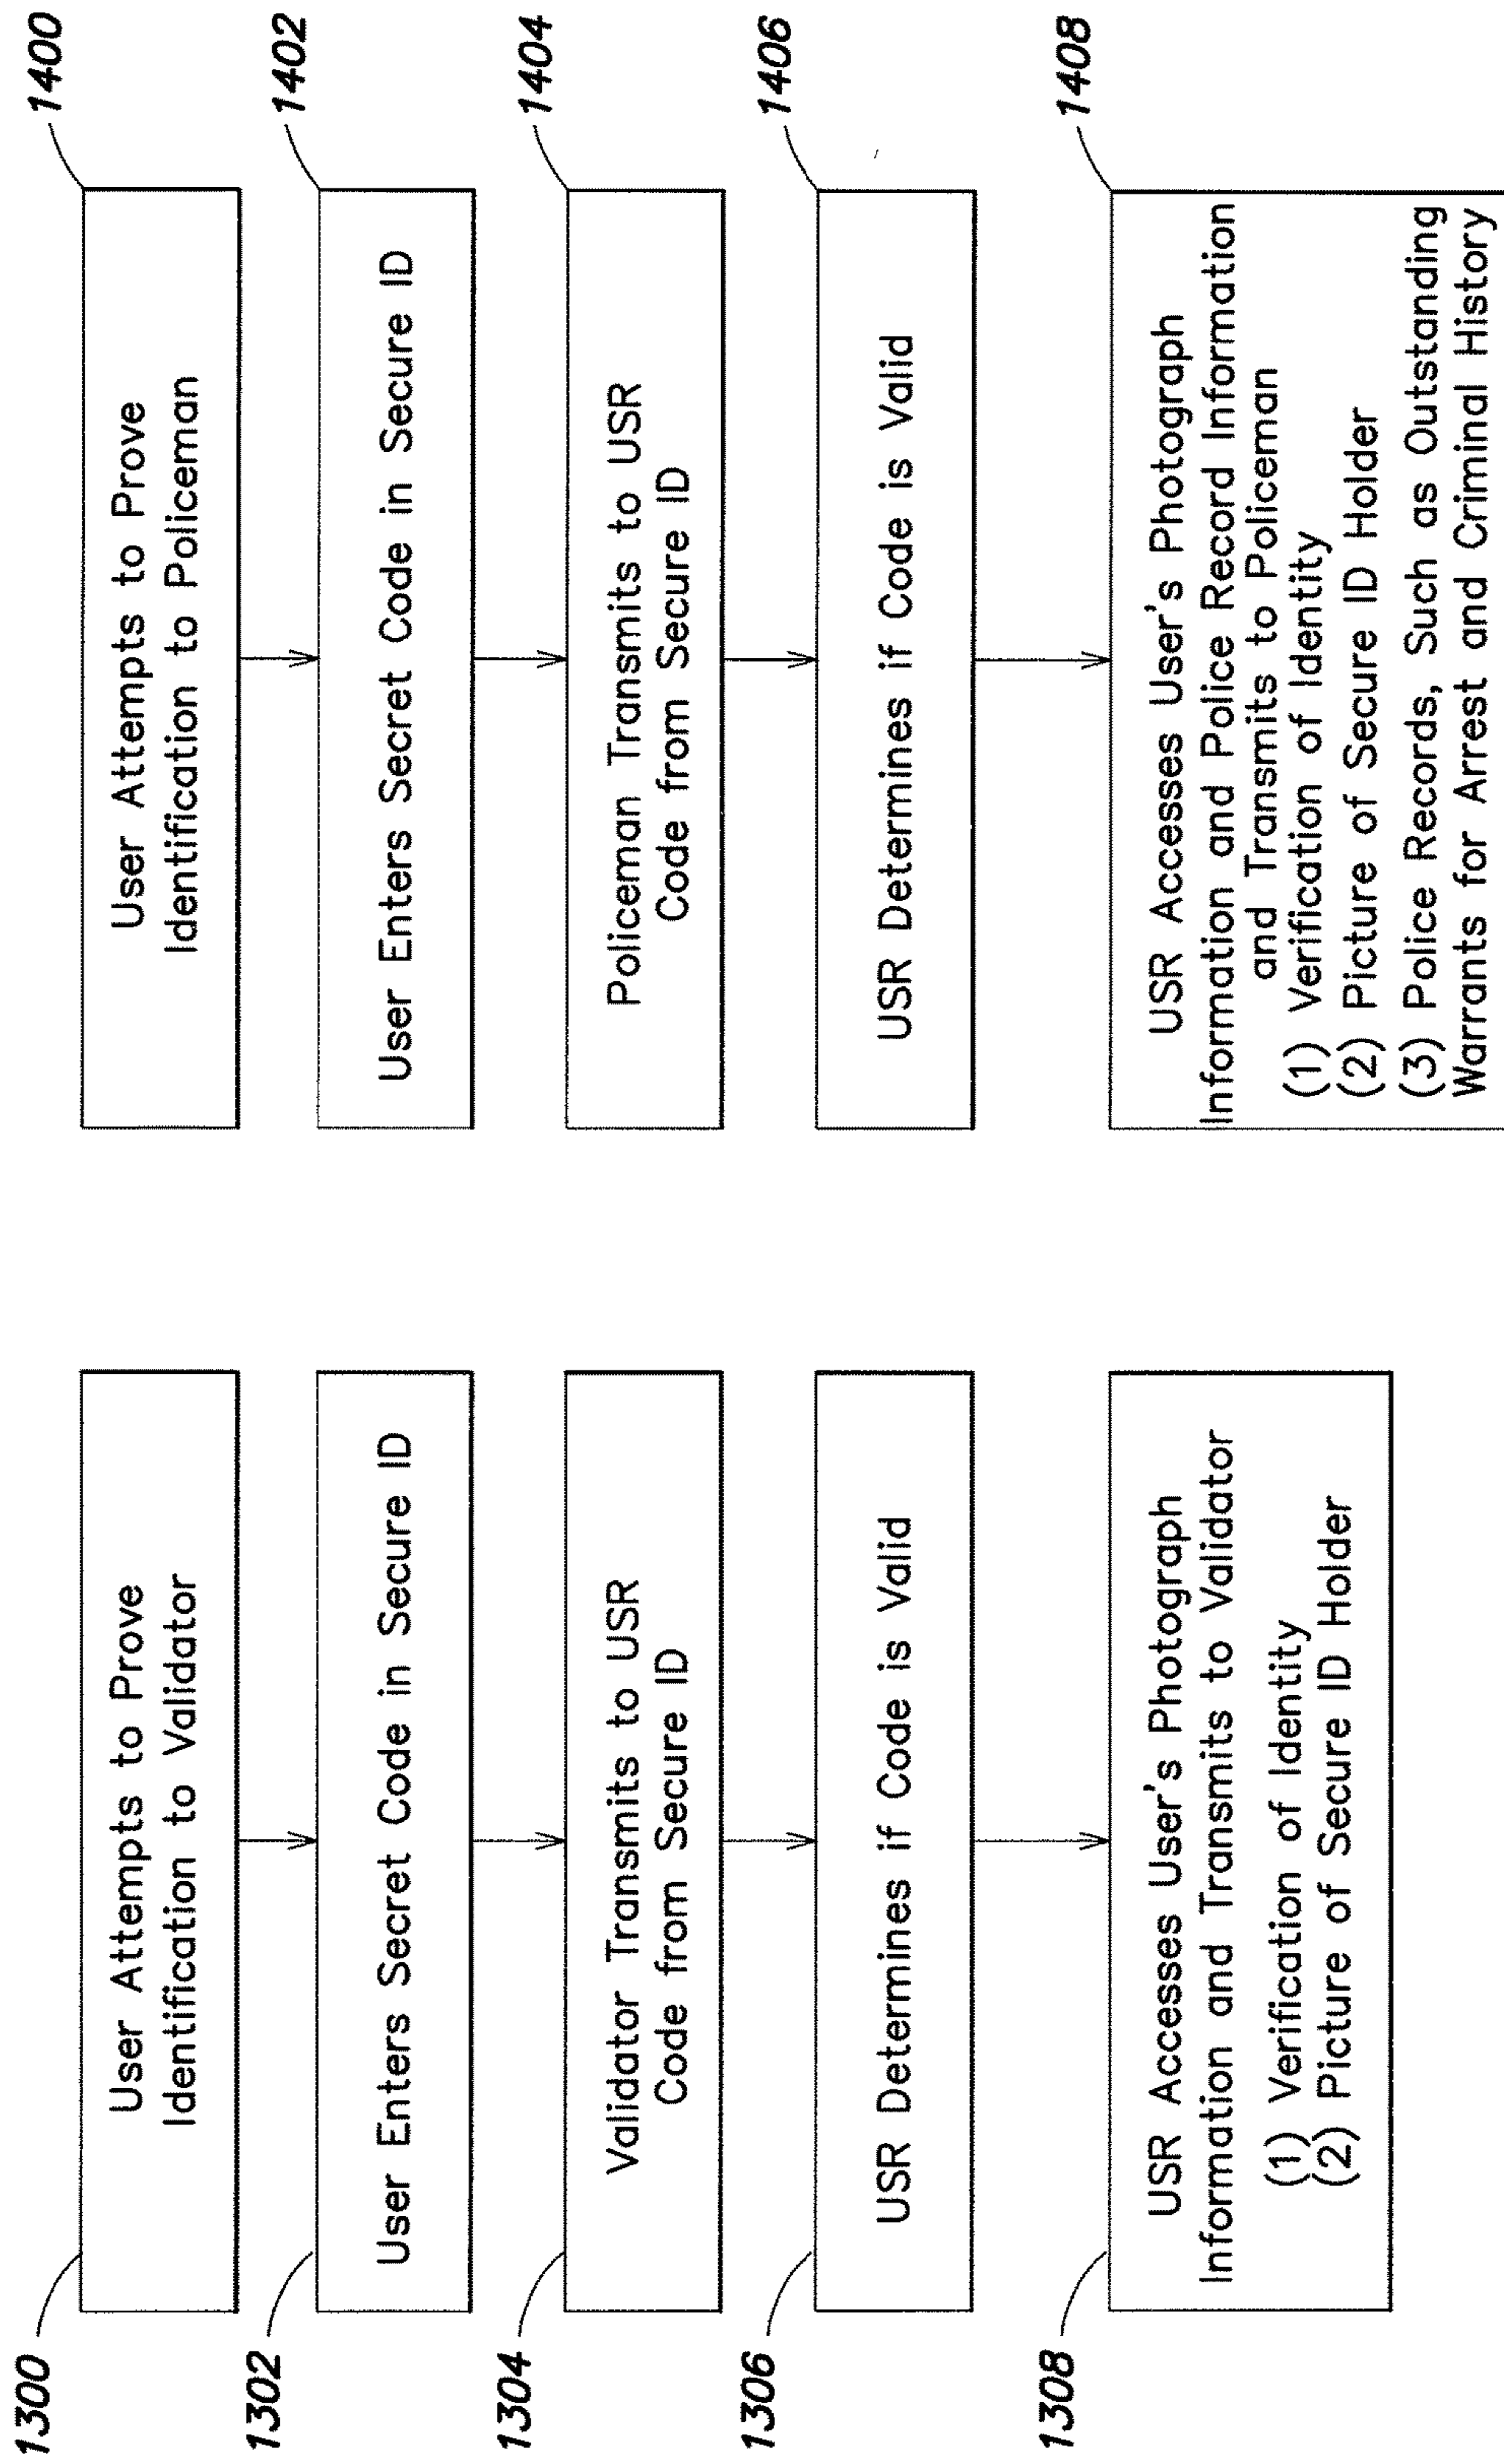 1300
User Attempts to Prove
Identification to Validator
1302
User Enters Secret Code in Secure ID
1304
Validator Transmits to USR
Code from Secure ID
1306
USR Determines if Code is Valid
1308
USR Accesses User's Photograph
Information and Transmits to Validator
(1) Verification of Identity
(2) Picture of Secure ID Holder
1400
User Attempts to Prove
Identification to Policeman
1402
User Enters Secret Code in Secure ID
1404
Policeman Transmits to USR
Code from Secure ID
1406
USR Determines if Code is Valid
1408
USR Accesses User's Photograph
Information and Police Record Information
and Transmits to Policeman
(1) Verification of Identity
(2) Picture of Secure ID Holder
(3) Police Records, Such as Outstanding
Warrants for Arrest and Criminal History